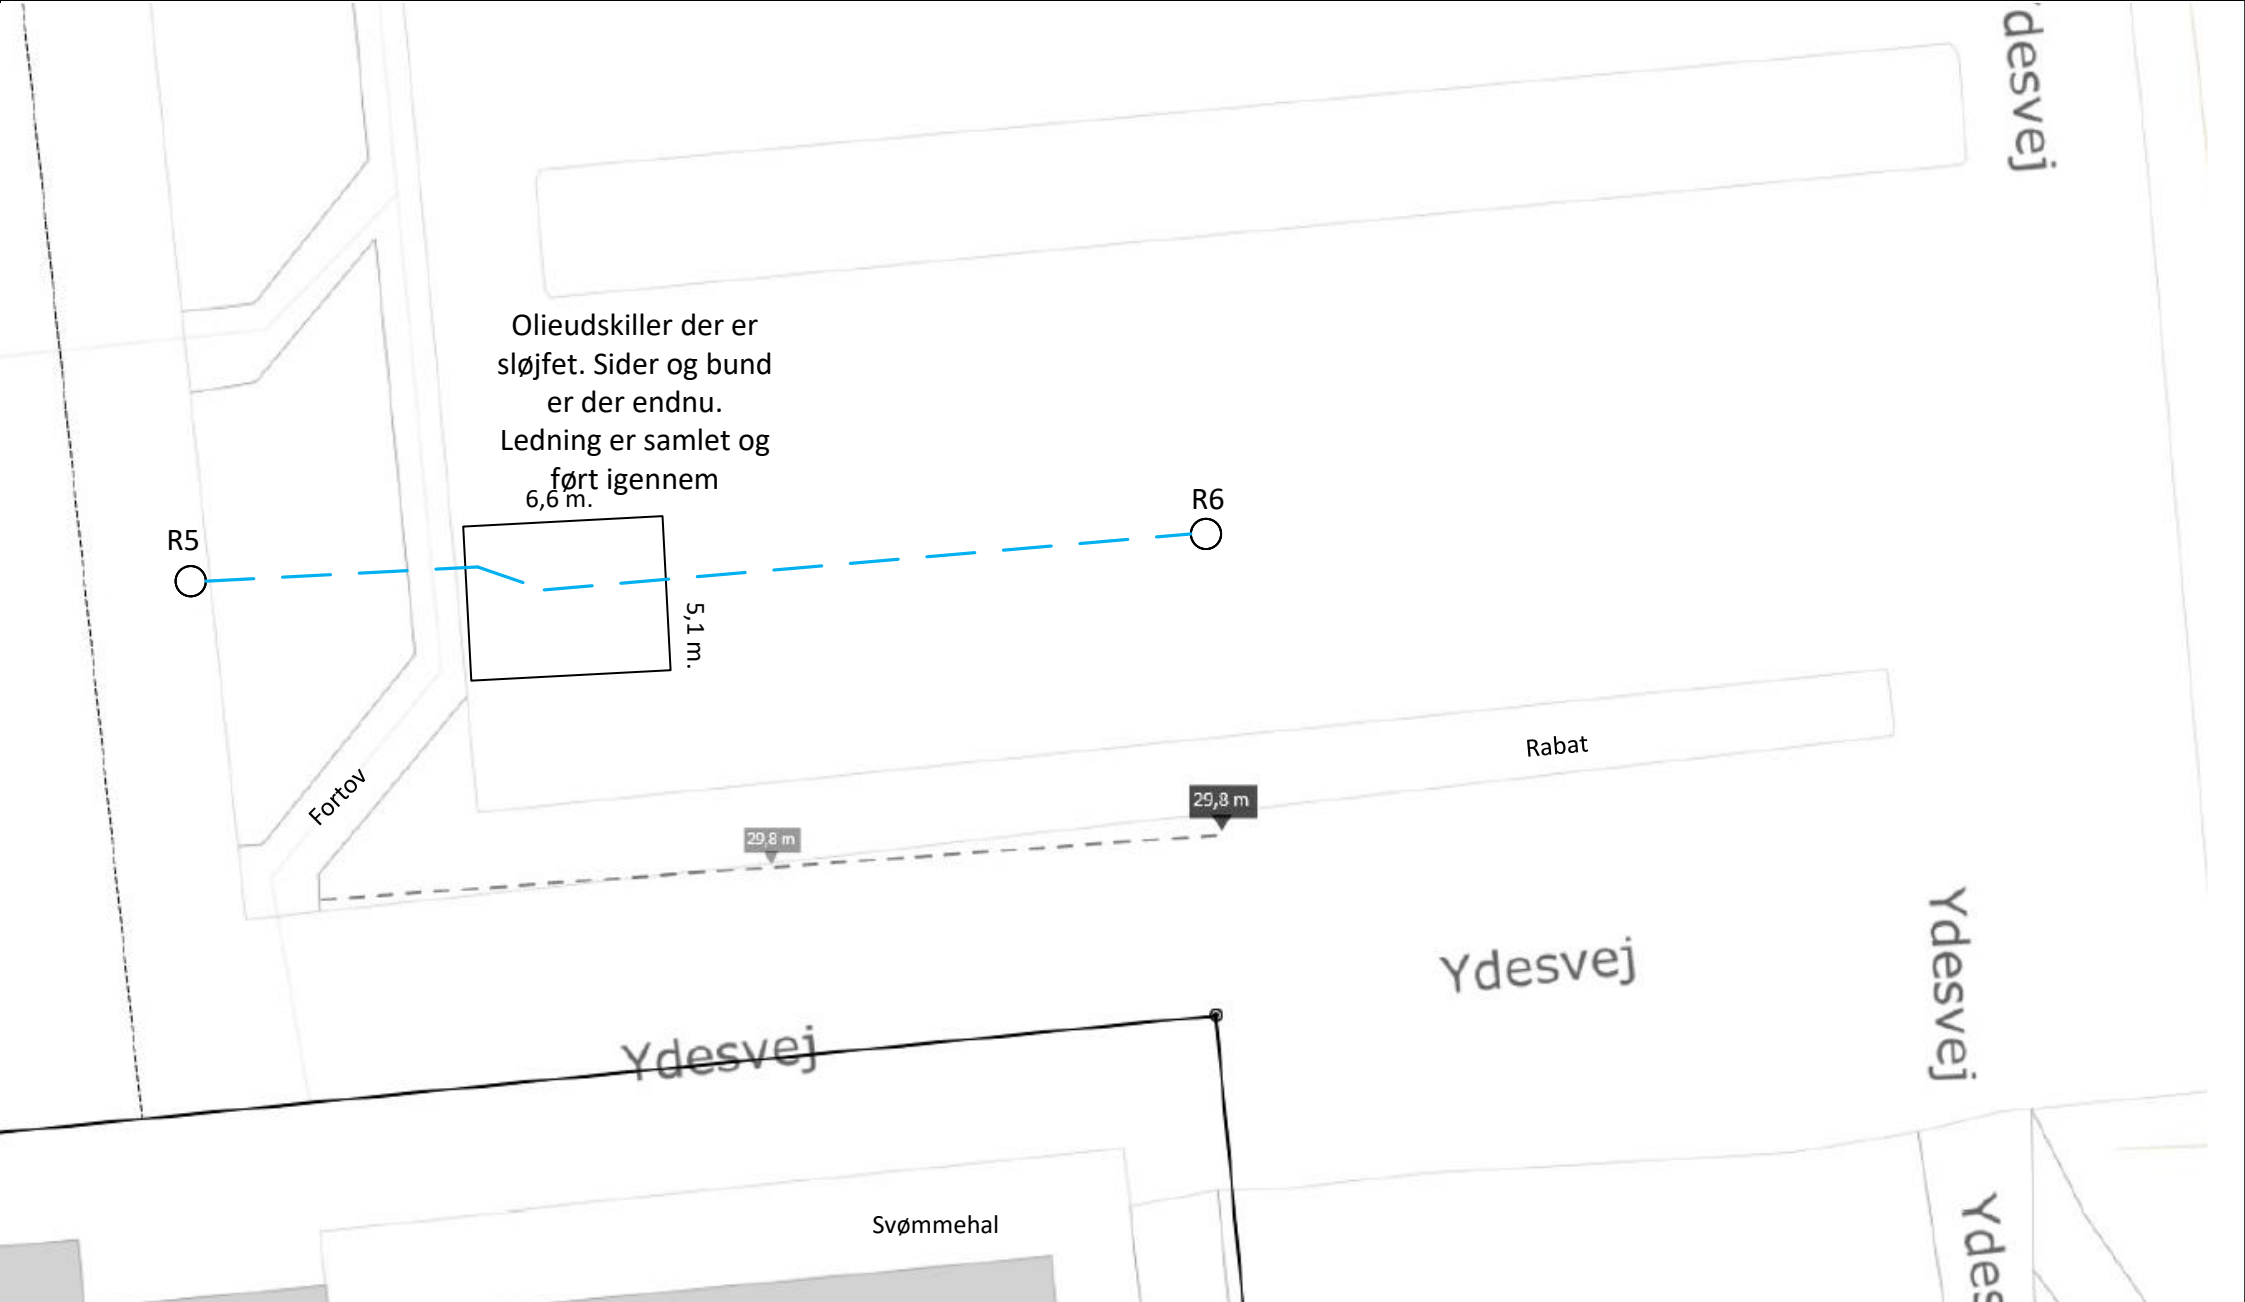 Ydesvej
Olieudskiller der er
sløjfet. Sider og bund
er der endnu.
Ledning er samlet og
ført igennem
6,6 m.
R5
R6
5,1 m.
Rabat
Fortov
29,8 m
29,8 m
Ydesvej
Ydesvej
Ydesvej
Svømmehal
Ydes